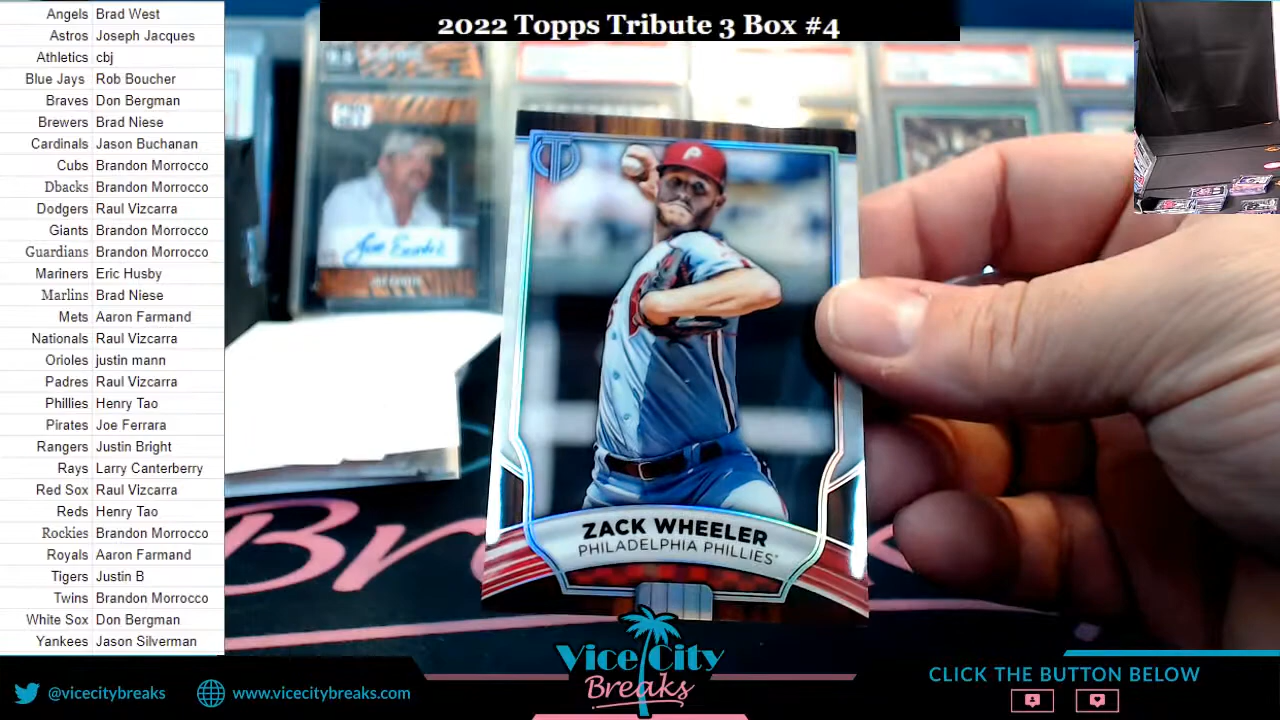 2022 Topps Tribute 3 Box #4
Angels Brad West
Astros Joseph Jacques
Athletics cbj
Blue Jays Rob Boucher
Braves Don Bergman
Brewers Brad Niese
Cardinals Jason Buchanan
Cubs Brandon Morrocco
Dbacks Brandon Morrocco
Dodgers Raul Vizcarra
Giants Brandon Morrocco
Guardians Brandon Morrocco
Mariners Eric Husby
Marlins Brad Niese
Mets Aaron Farmand
Nationals Raul Vizcarra
Orioles justin mann
Padres Raul Vizcarra
Phillies Henry Tao
Pirates Joe Ferrara
Rangers Justin Bright
Rays Larry Canterberry
Red Sox Raul Vizcarra
Reds Henry Tao
Rockies Brandon Morrocco
Royals Aaron Farmand
Tigers Justin B
Twins Brandon Morrocco
White Sox Don Bergman
Yankees Jason Silverman
P
ZACK WHEELER
PHILADELPHIA PHILLIES
Vice City
Breaks
@vicecitybreaks
www.vicecitybreaks.com
CLICK THE BUTTON BELOW